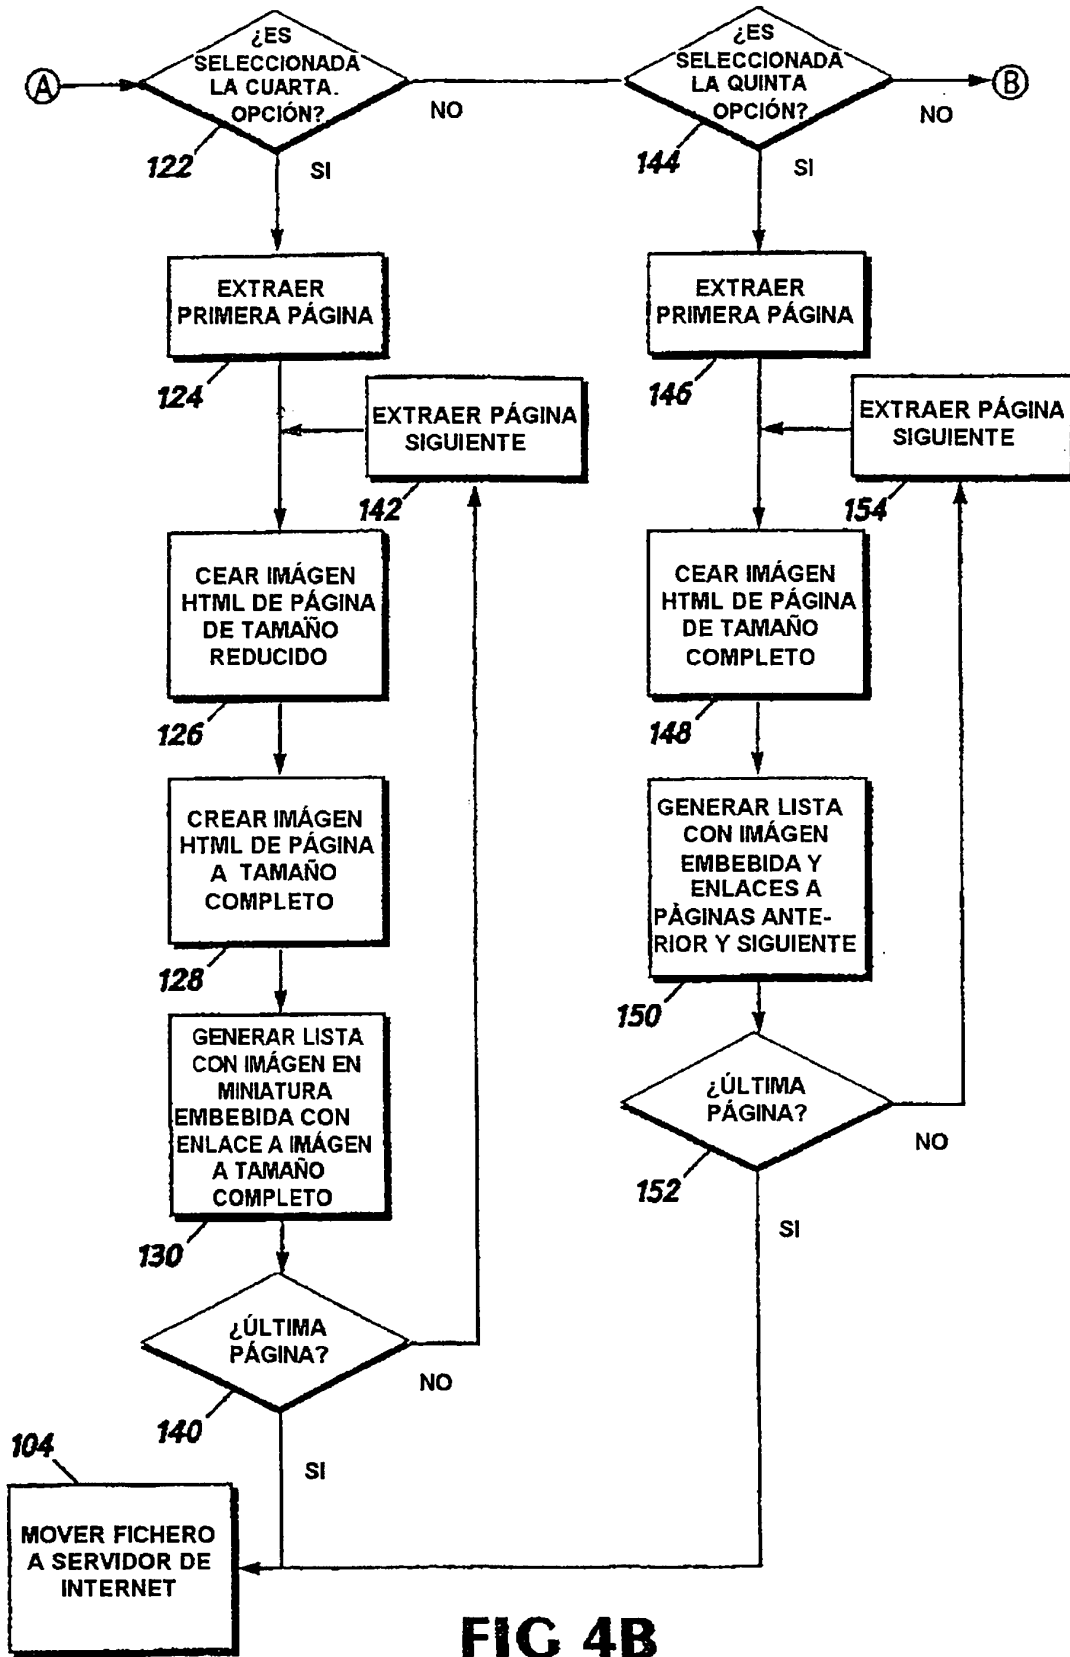 ¿ES
SELECCIONADA
LA CUARTA.
OPCIÓN?
A
NO
122
SI
¿ES
SELECCIONADA
LA QUINTA
OPCIÓN?
B
NO
144
SI
EXTRAER
PRIMERA PÁGINA
124
EXTRAER PÁGINA
SIGUIENTE
142
CEAR IMÁGEN
HTML DE PÁGINA
DE TAMAÑO
REDUCIDO
126
CREAR IMÁGEN
HTML DE PÁGINA
A TAMAÑO
COMPLETO
128
GENERAR LISTA
CON IMÁGEN EN
MINIATURA
EMBEBIDA CON
ENLACE A IMÁGEN
A TAMAÑO
COMPLETO
130
¿ÚLTIMA
PÁGINA?
NO
140
SI
104
MOVER FICHERO
A SERVIDOR DE
INTERNET
EXTRAER
PRIMERA PÁGINA
146
EXTRAER PÁGINA
SIGUIENTE
154
CEAR IMÁGEN
HTML DE PÁGINA
DE TAMAÑO
COMPLETO
148
GENERAR LISTA
CON IMÁGEN
EMBEBIDA Y
ENLACES A
PÁGINAS ANTE-
RIOR Y SIGUIENTE
150
¿ÚLTIMA
PÁGINA?
NO
152
SI
FIG 4B